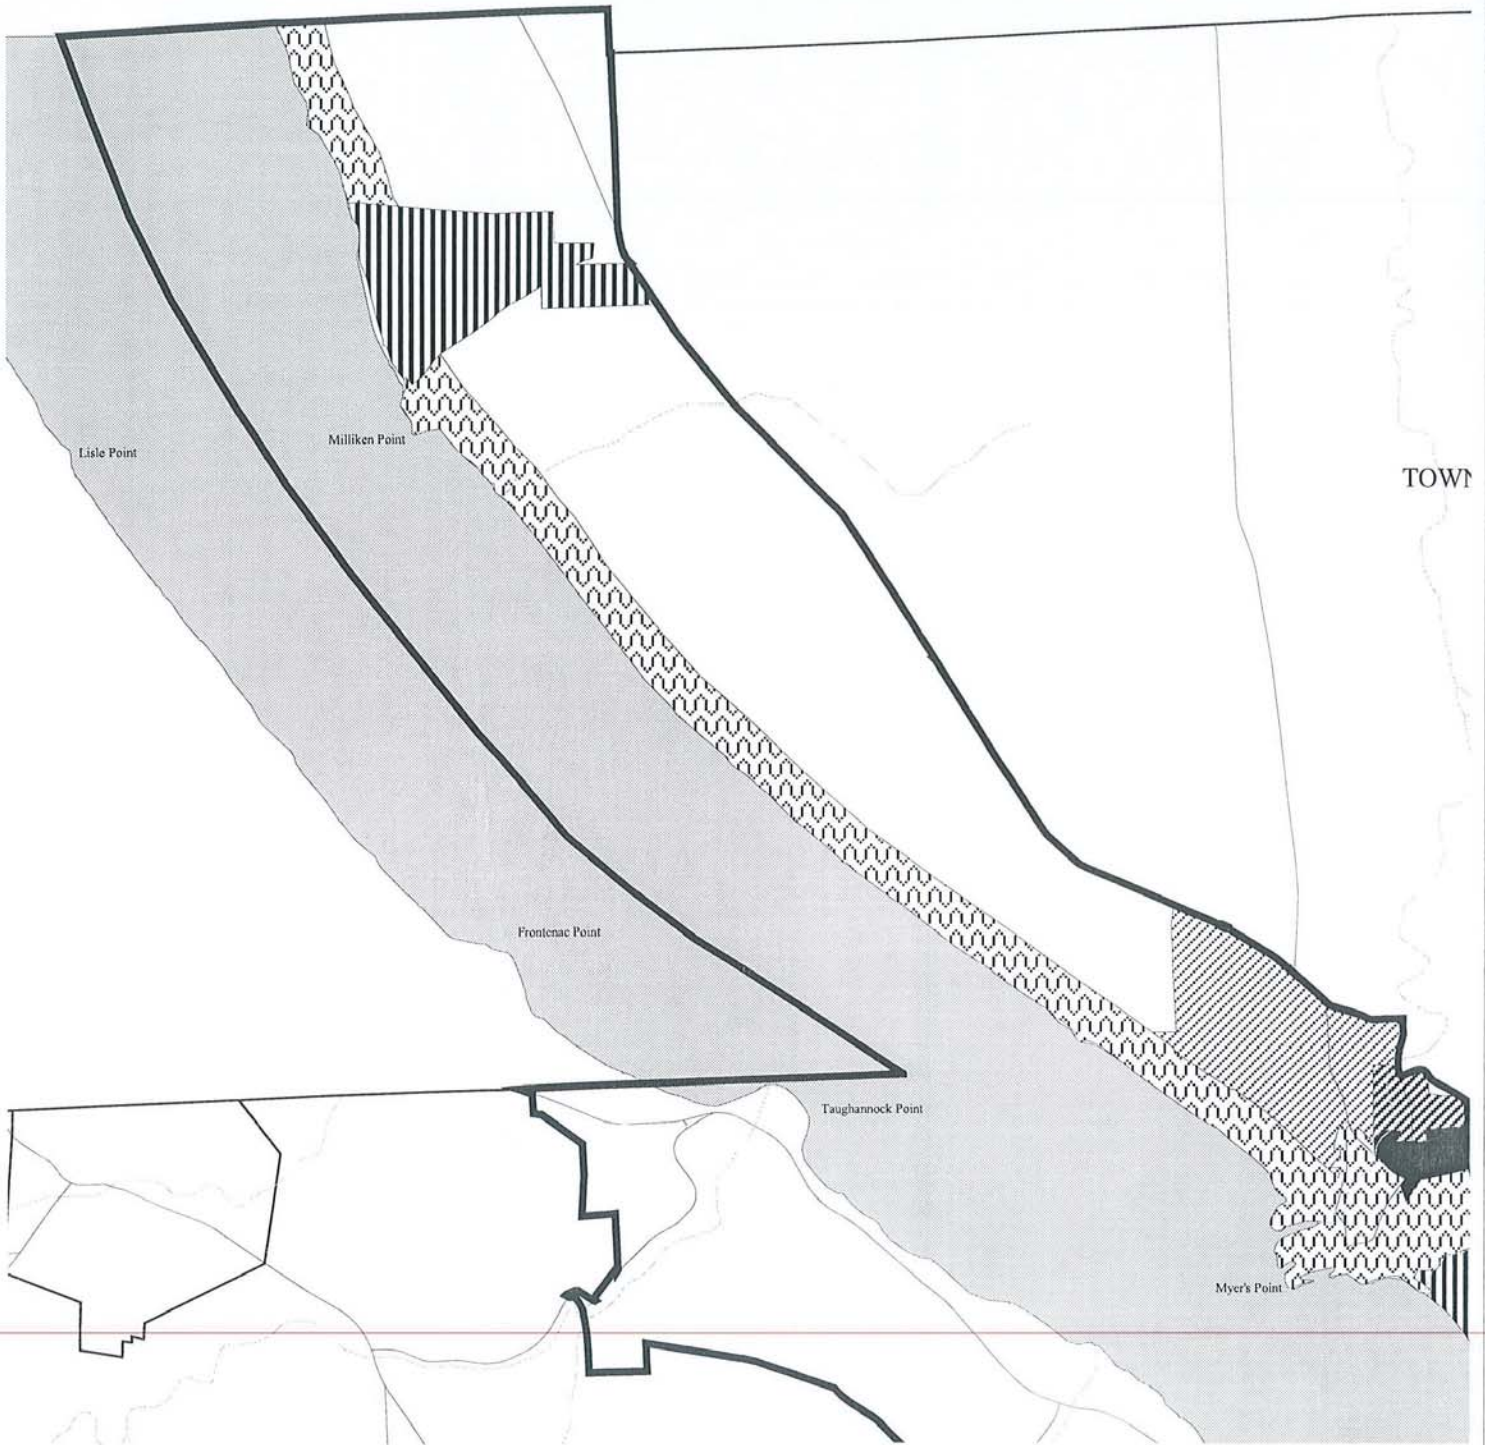 Lisle Point
Milliken Point
TOWN
Frontenac Point
Taughannock Point
Myer's Point